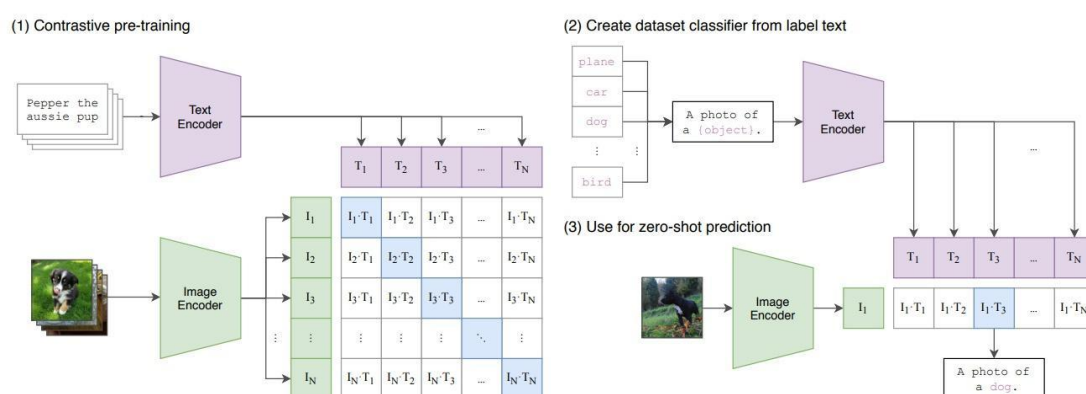 (1) Contrastive pre-training
Pepper the
aussie pup
Text
Encoder
...
T1 T2 T3 ... TN
I1 I1·T1 I1·T2 I1·T3 ... I1·TN
I2 I2·T1 I2·T2 I2·T3 ... I2·TN
I3 I3·T1 I3·T2 I3·T3 ... I3·TN
⋮ ⋮ ⋮ ⋮ ⋮ ⋱ ⋮
IN IN·T1 IN·T2 IN·T3 ... IN·TN
Image
Encoder
(2) Create dataset classifier from label text
plane
car
dog
⋮ ⋮
bird
A photo of
a {object}.
Text
Encoder
...
(3) Use for zero-shot prediction
Image
Encoder
T1 T2 T3 ... TN
I1 I1·T1 I1·T2 I1·T3 ... I1·TN
A photo of
a dog.